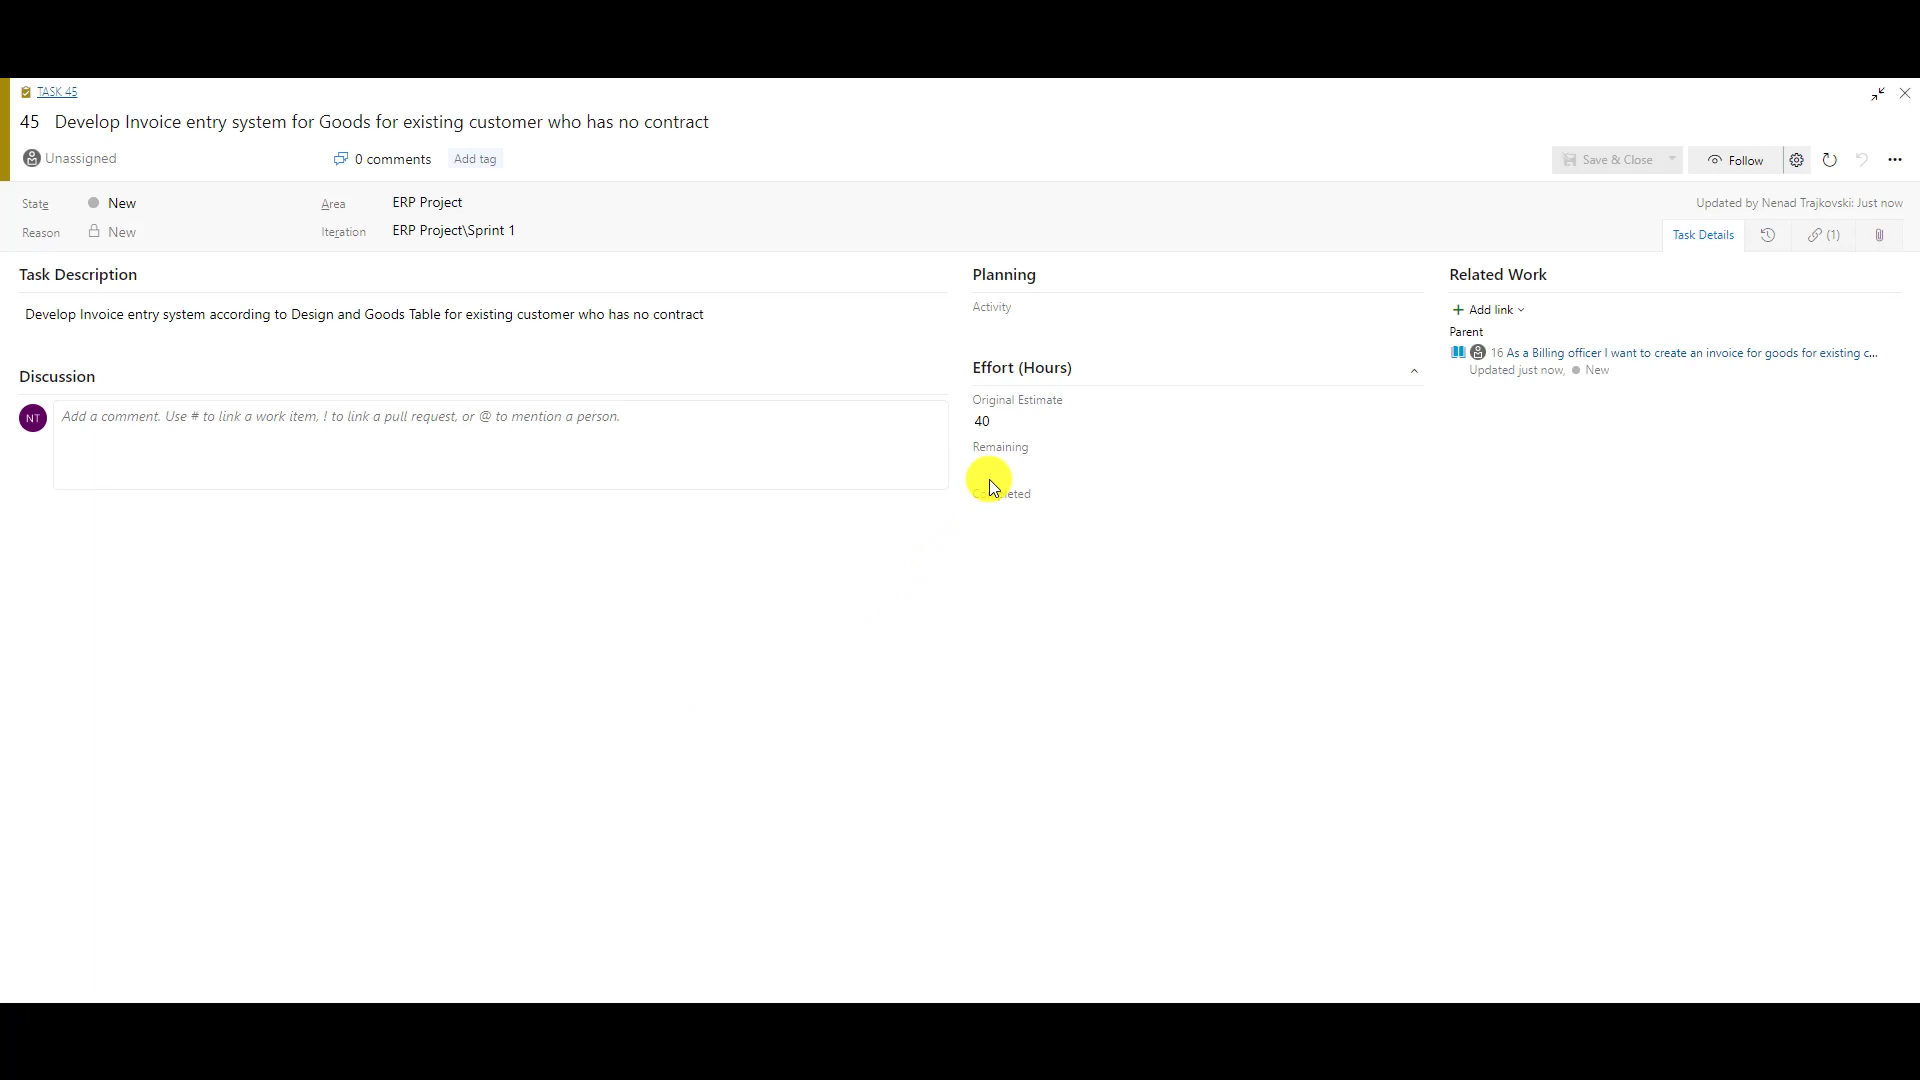 TASK 45
45 Develop Invoice entry system for Goods for existing customer who has no contract
Unassigned
0 comments
Add tag
Save & Close
Follow
State
New
Area
ERP Project
Updated by Nenad Trajkovski: Just now
Reason
New
Iteration
ERP Project\Sprint 1
Task Details
(1)
Task Description
Planning
Related Work
Develop Invoice entry system according to Design and Goods Table for existing customer who has no contract
Activity
Add link
Parent
16 As a Billing officer I want to create an invoice for goods for existing c...
Updated just now,
New
Effort (Hours)
Discussion
Original Estimate
40
NT
Add a comment. Use # to link a work item, ! to link a pull request, or @ to mention a person.
Remaining
Completed